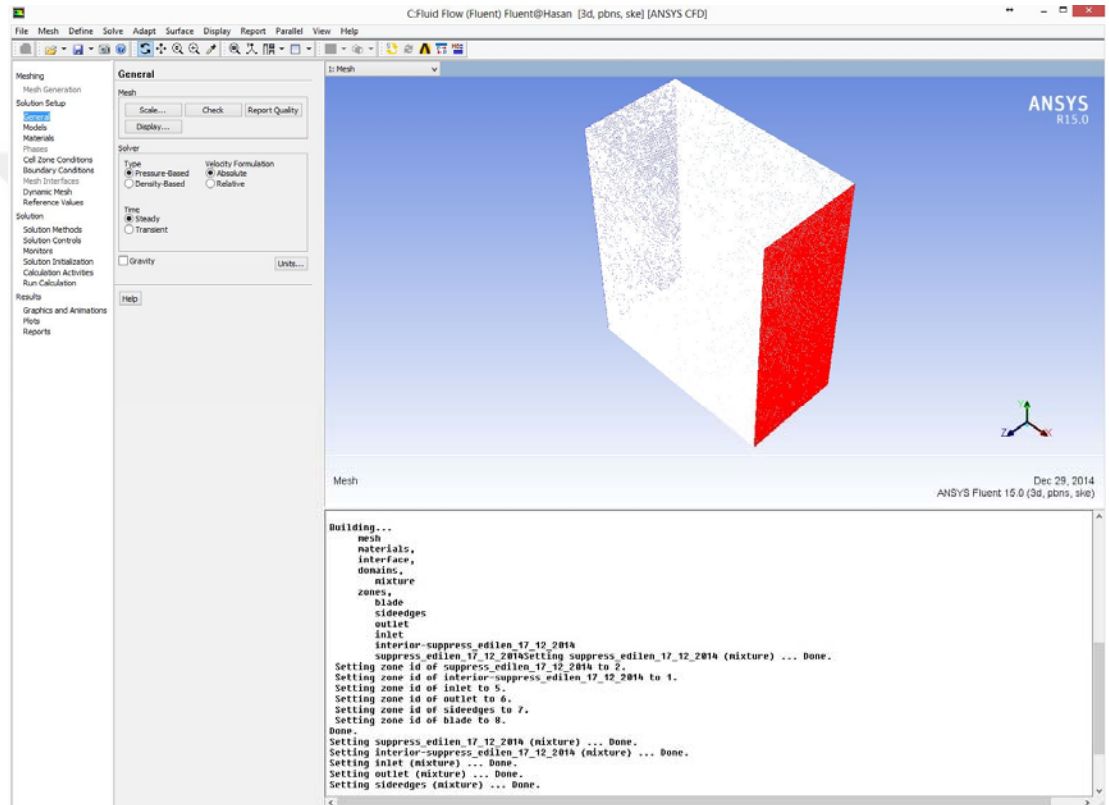 C:Fluid Flow (Fluent) Fluent@Hasan [3d, pbns, ske] [ANSYS CFD]
File Mesh Define Solve Adapt Surface Display Report Parallel View Help
Meshing
Mesh Generation
Solution Setup
General
Models
Materials
Phases
Cell Zone Conditions
Boundary Conditions
Mesh Interfaces
Dynamic Mesh
Reference Values
Solution
Solution Methods
Solution Controls
Monitors
Solution Initialization
Calculation Activities
Run Calculation
Results
Graphics and Animations
Plots
Reports
General
Mesh
Scale... Check Report Quality
Display...
Solver
Type Velocity Formulation
Pressure-Based Absolute
Density-Based Relative
Time
Steady
Transient
Gravity Units...
Help
1: Mesh
ANSYS
R15.0
Y
Z X
Mesh Dec 29, 2014
ANSYS Fluent 15.0 (3d, pbns, ske)
Building...
mesh
materials,
interface,
domains,
mixture
zones,
blade
sideedges
outlet
inlet
interior-suppress_edilen_17_12_2014
suppress_edilen_17_12_2014Setting suppress_edilen_17_12_2014 (mixture) ... Done.
Setting zone id of suppress_edilen_17_12_2014 to 2.
Setting zone id of interior-suppress_edilen_17_12_2014 to 1.
Setting zone id of inlet to 5.
Setting zone id of outlet to 6.
Setting zone id of sideedges to 7.
Setting zone id of blade to 8.
Done.
Setting suppress_edilen_17_12_2014 (mixture) ... Done.
Setting interior-suppress_edilen_17_12_2014 (mixture) ... Done.
Setting inlet (mixture) ... Done.
Setting outlet (mixture) ... Done.
Setting sideedges (mixture) ... Done.